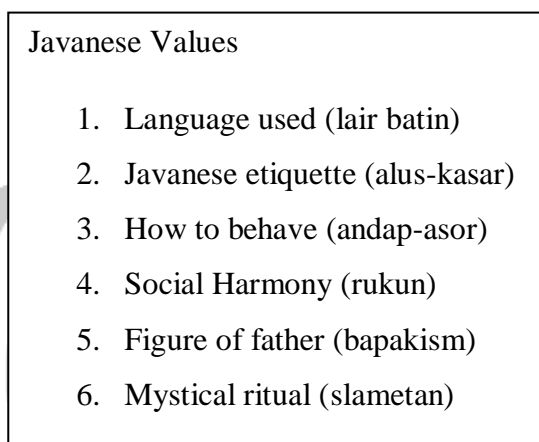 Javanese Values
1. Language used (lair batin)
2. Javanese etiquette (alus-kasar)
3. How to behave (andap-asor)
4. Social Harmony (rukun)
5. Figure of father (bapakism)
6. Mystical ritual (slametan)